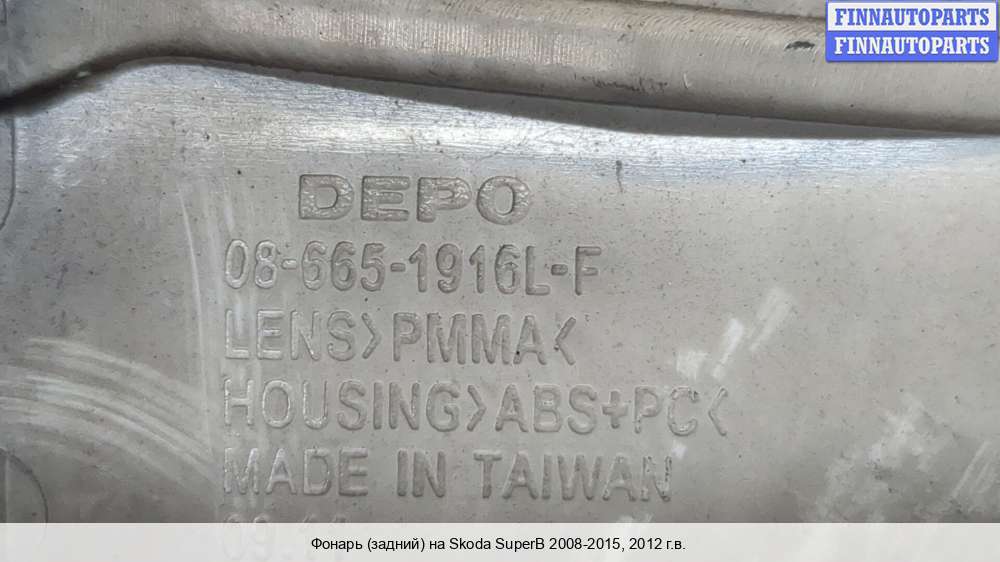 FINNAUTOPARTS
FINNAUTOPARTS
DEPO
08-665-1916L-F
LENS>PMMA<
HOUSING>ABS+PC<
MADE IN TAIWAN
Фонарь (задний) на Skoda SuperB 2008-2015, 2012 г.в.